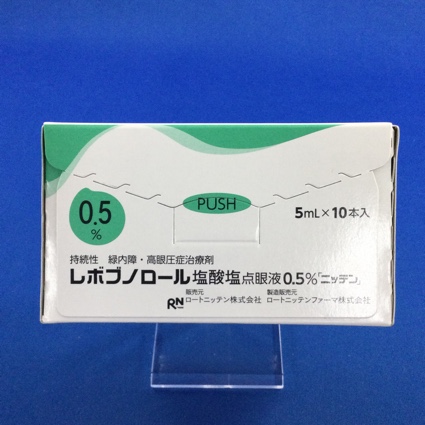 PUSH
0.5
%
5mL×10本入
持続性 緑内障・高眼圧症治療剤
レボブノロール塩酸塩点眼液0.5%「ニッテン」
RN
販売元 製造販売元
ロートニッテン株式会社 ロートニッテンファーマ株式会社